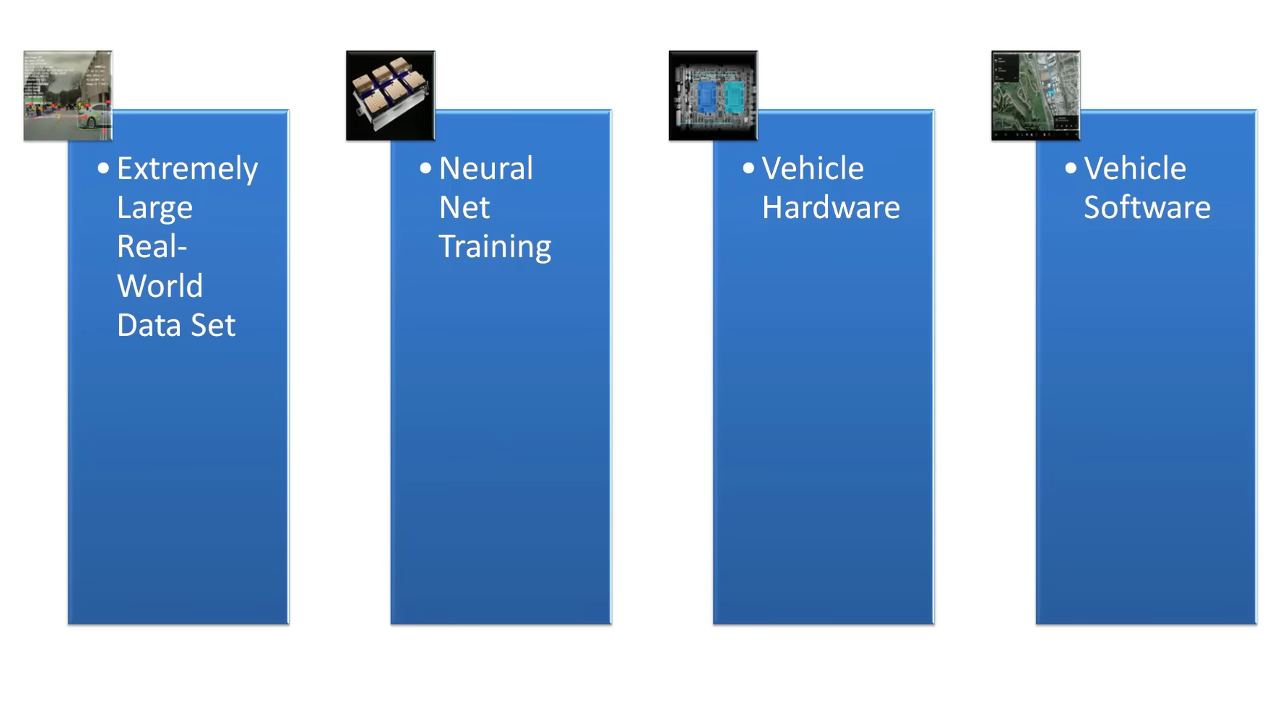 • Extremely
Large
Real-
World
Data Set
• Neural
Net
Training
• Vehicle
Hardware
• Vehicle
Software